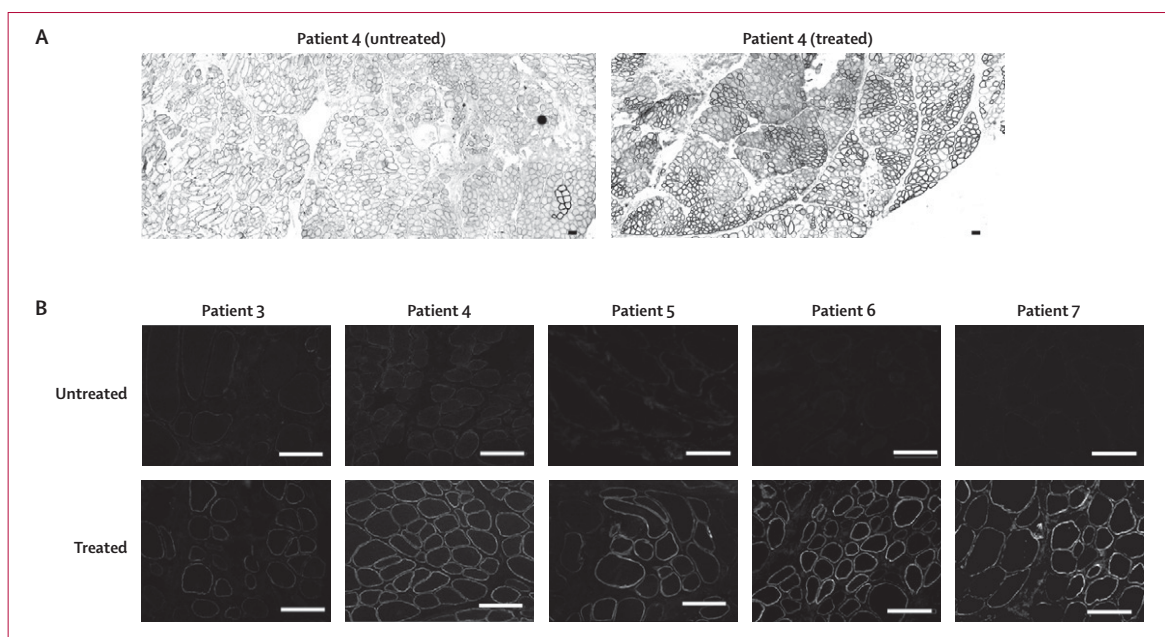 A
Patient 4 (untreated) Patient 4 (treated)
B
Patient 3 Patient 4 Patient 5 Patient 6 Patient 7
Untreated
Treated